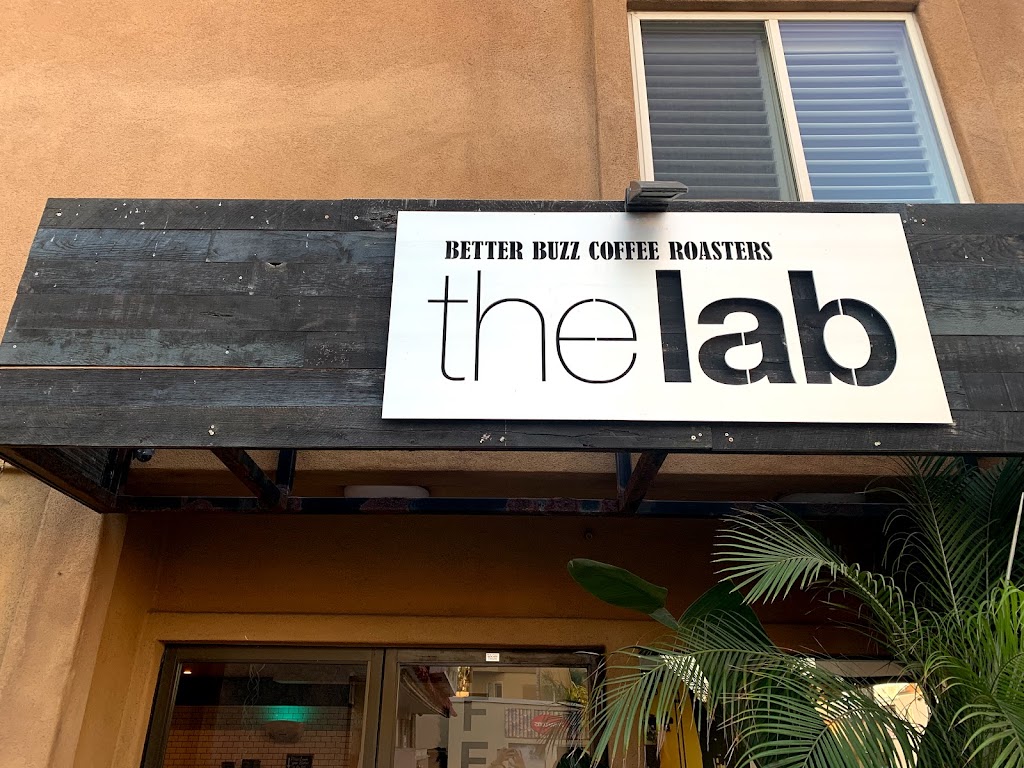 BETTER BUZZ COFFEE ROASTERS
the lab
F
F